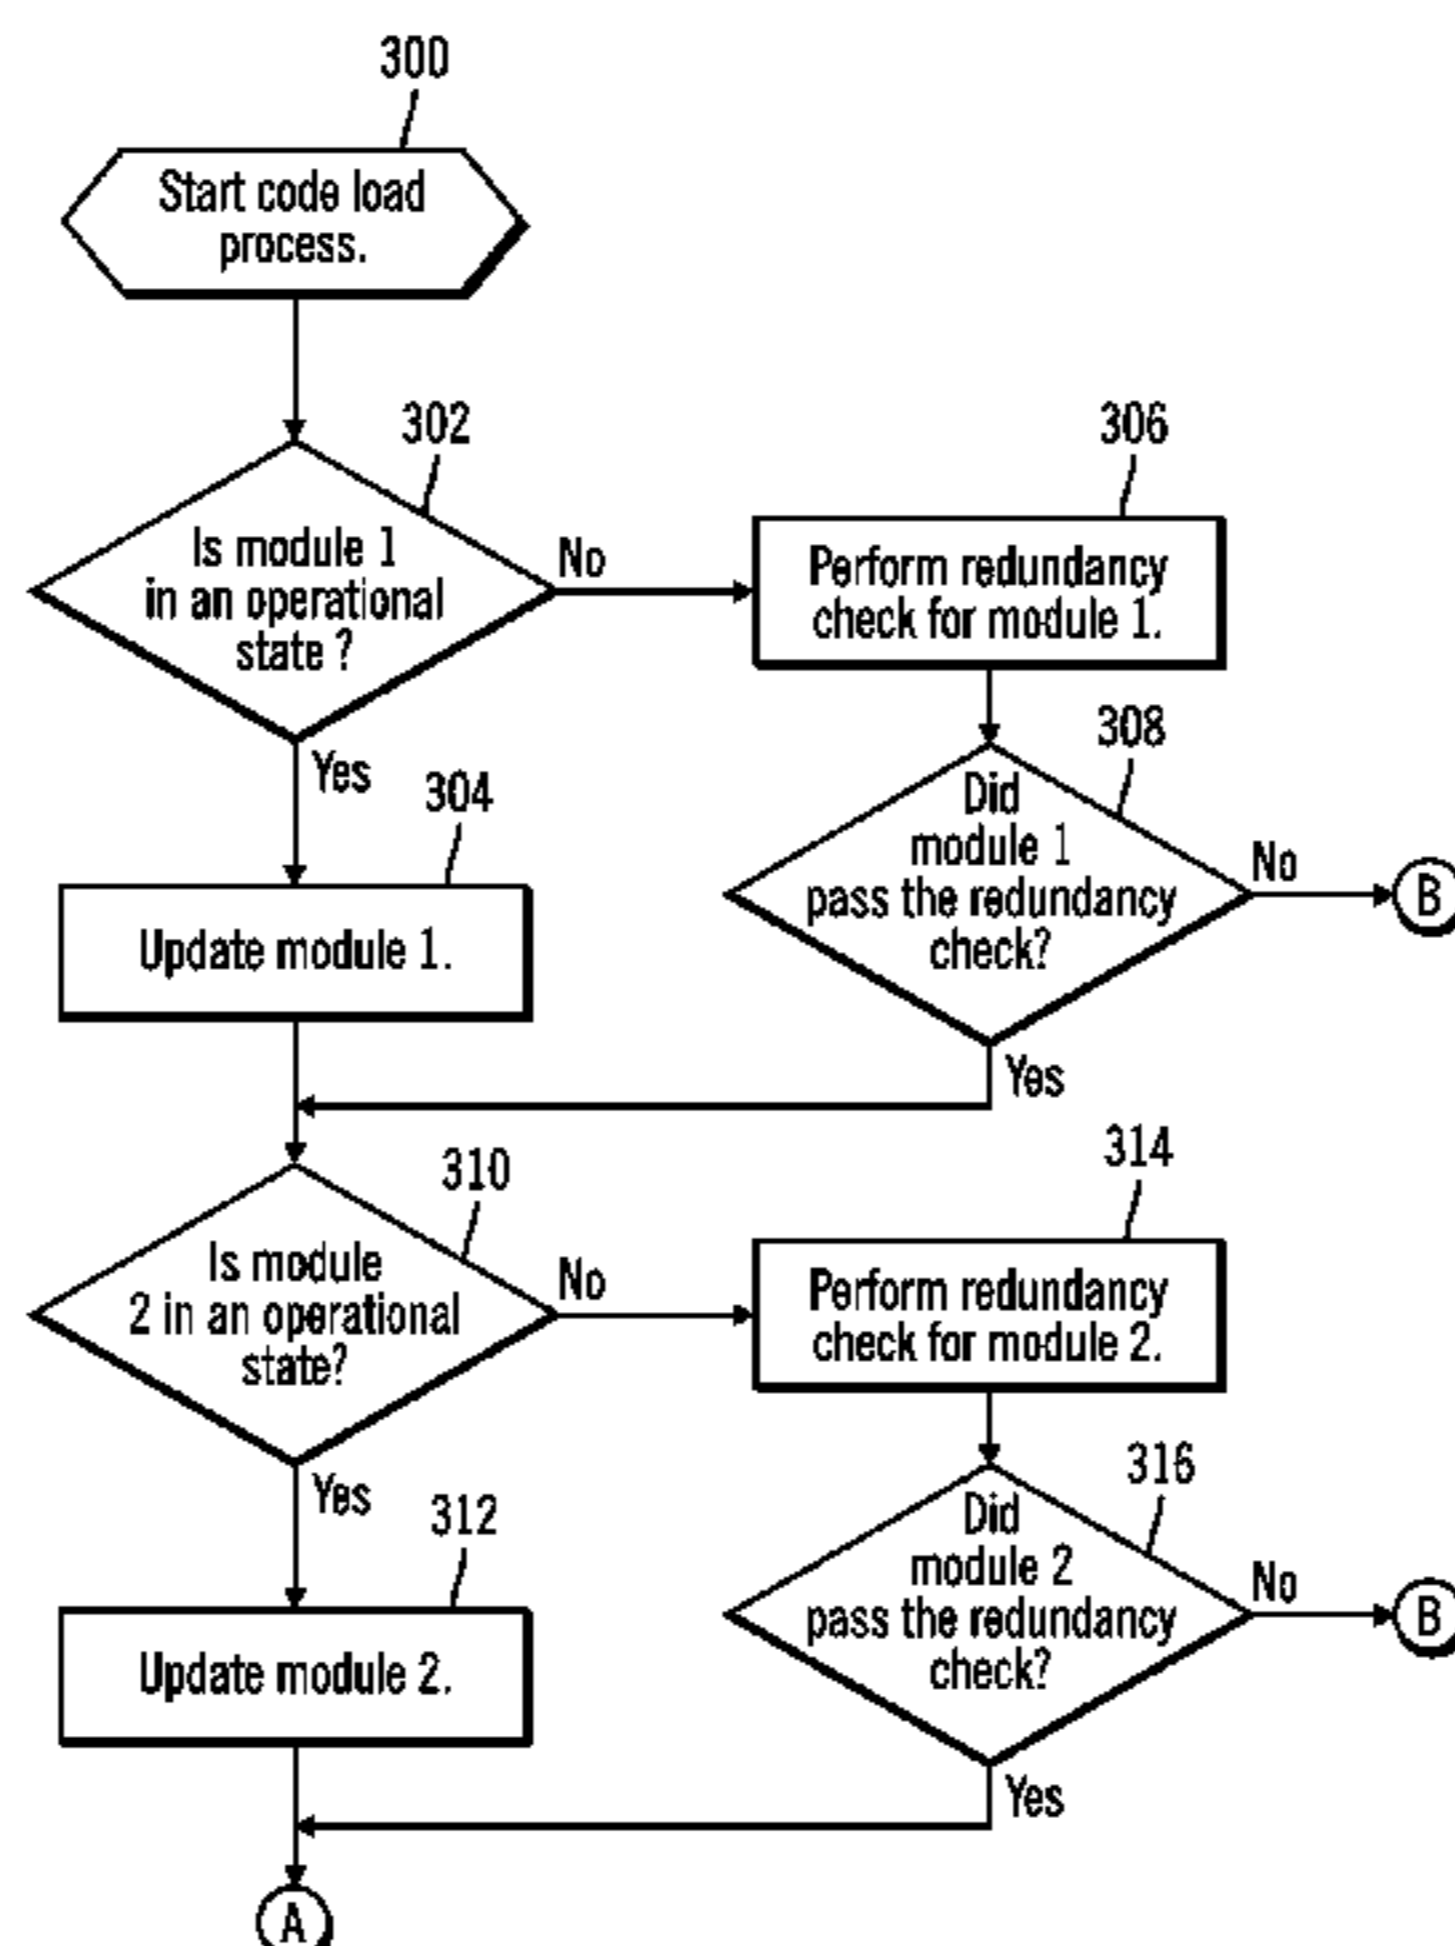 300
Start code load
process.
302
Is module 1
in an operational
state ?
No
306
Perform redundancy
check for module 1.
Yes
304
Update module 1.
308
Did
module 1
pass the redundancy
check?
No
B
Yes
310
Is module
2 in an operational
state?
No
314
Perform redundancy
check for module 2.
Yes
312
Update module 2.
316
Did
module 2
pass the redundancy
check?
No
B
Yes
A